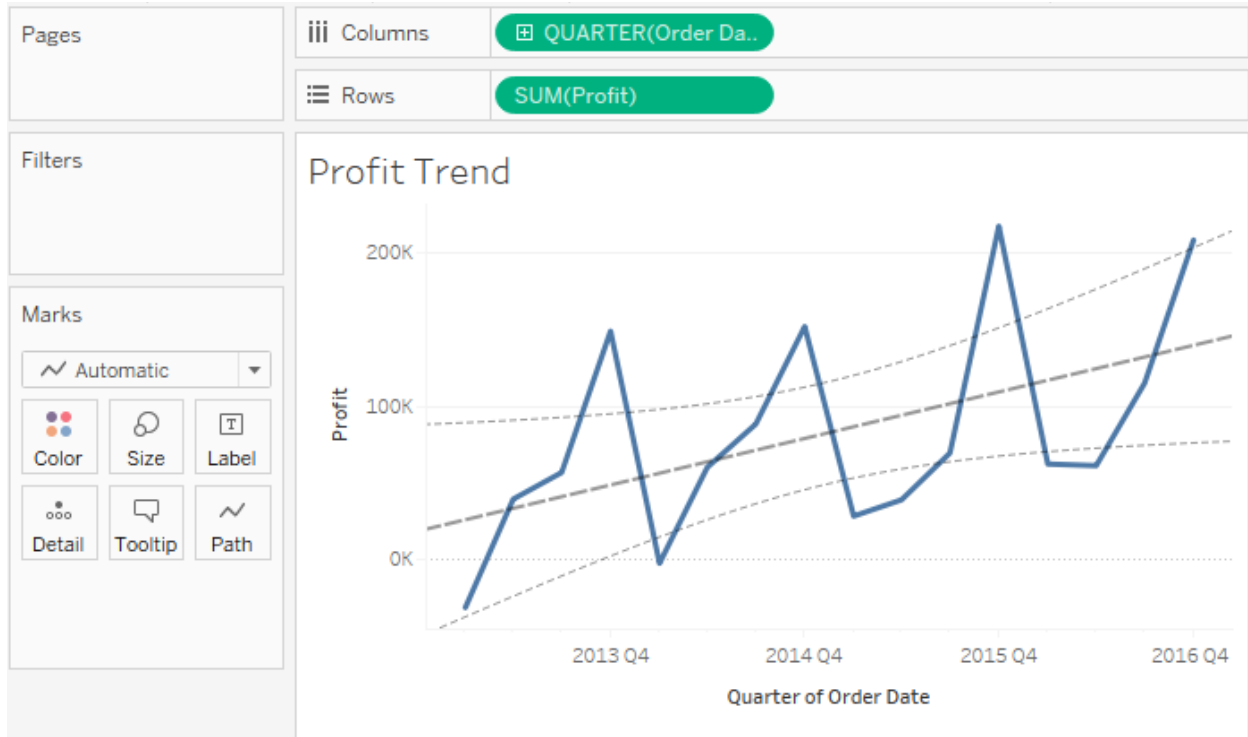 Pages
Columns
QUARTER(Order Da..
Rows
SUM(Profit)
Filters
Marks
Automatic
Color
Size
T
Label
Detail
Tooltip
Path
Profit Trend
200K
100K
0K
Profit
2013 Q4
2014 Q4
2015 Q4
2016 Q4
Quarter of Order Date